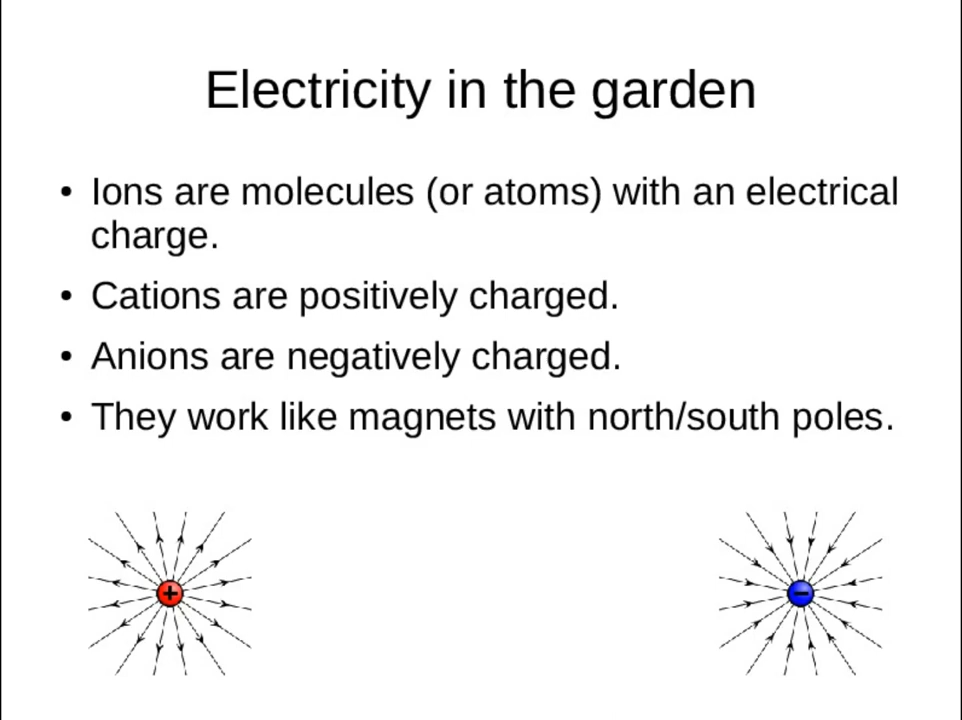 Electricity in the garden
• Ions are molecules (or atoms) with an electrical
charge.
• Cations are positively charged.
• Anions are negatively charged.
• They work like magnets with north/south poles.
+ −